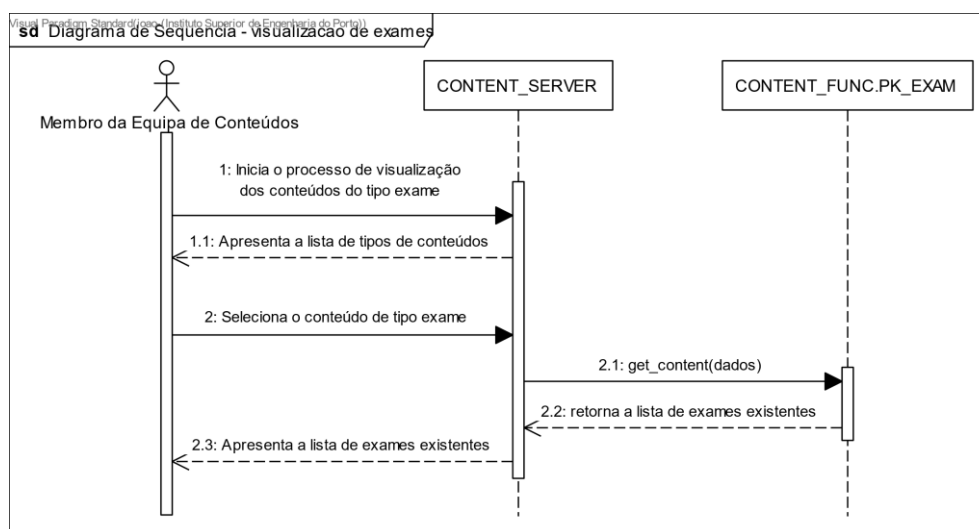 Visual Paradigm Standard(joao (Instituto Superior de Engenharia do Porto))
sd Diagrama de Sequencia - visualizacao de exames
CONTENT_SERVER
CONTENT_FUNC.PK_EXAM
Membro da Equipa de Conteúdos
1: Inicia o processo de visualização
dos conteúdos do tipo exame
1.1: Apresenta a lista de tipos de conteúdos
2: Seleciona o conteúdo de tipo exame
2.1: get_content(dados)
2.2: retorna a lista de exames existentes
2.3: Apresenta a lista de exames existentes